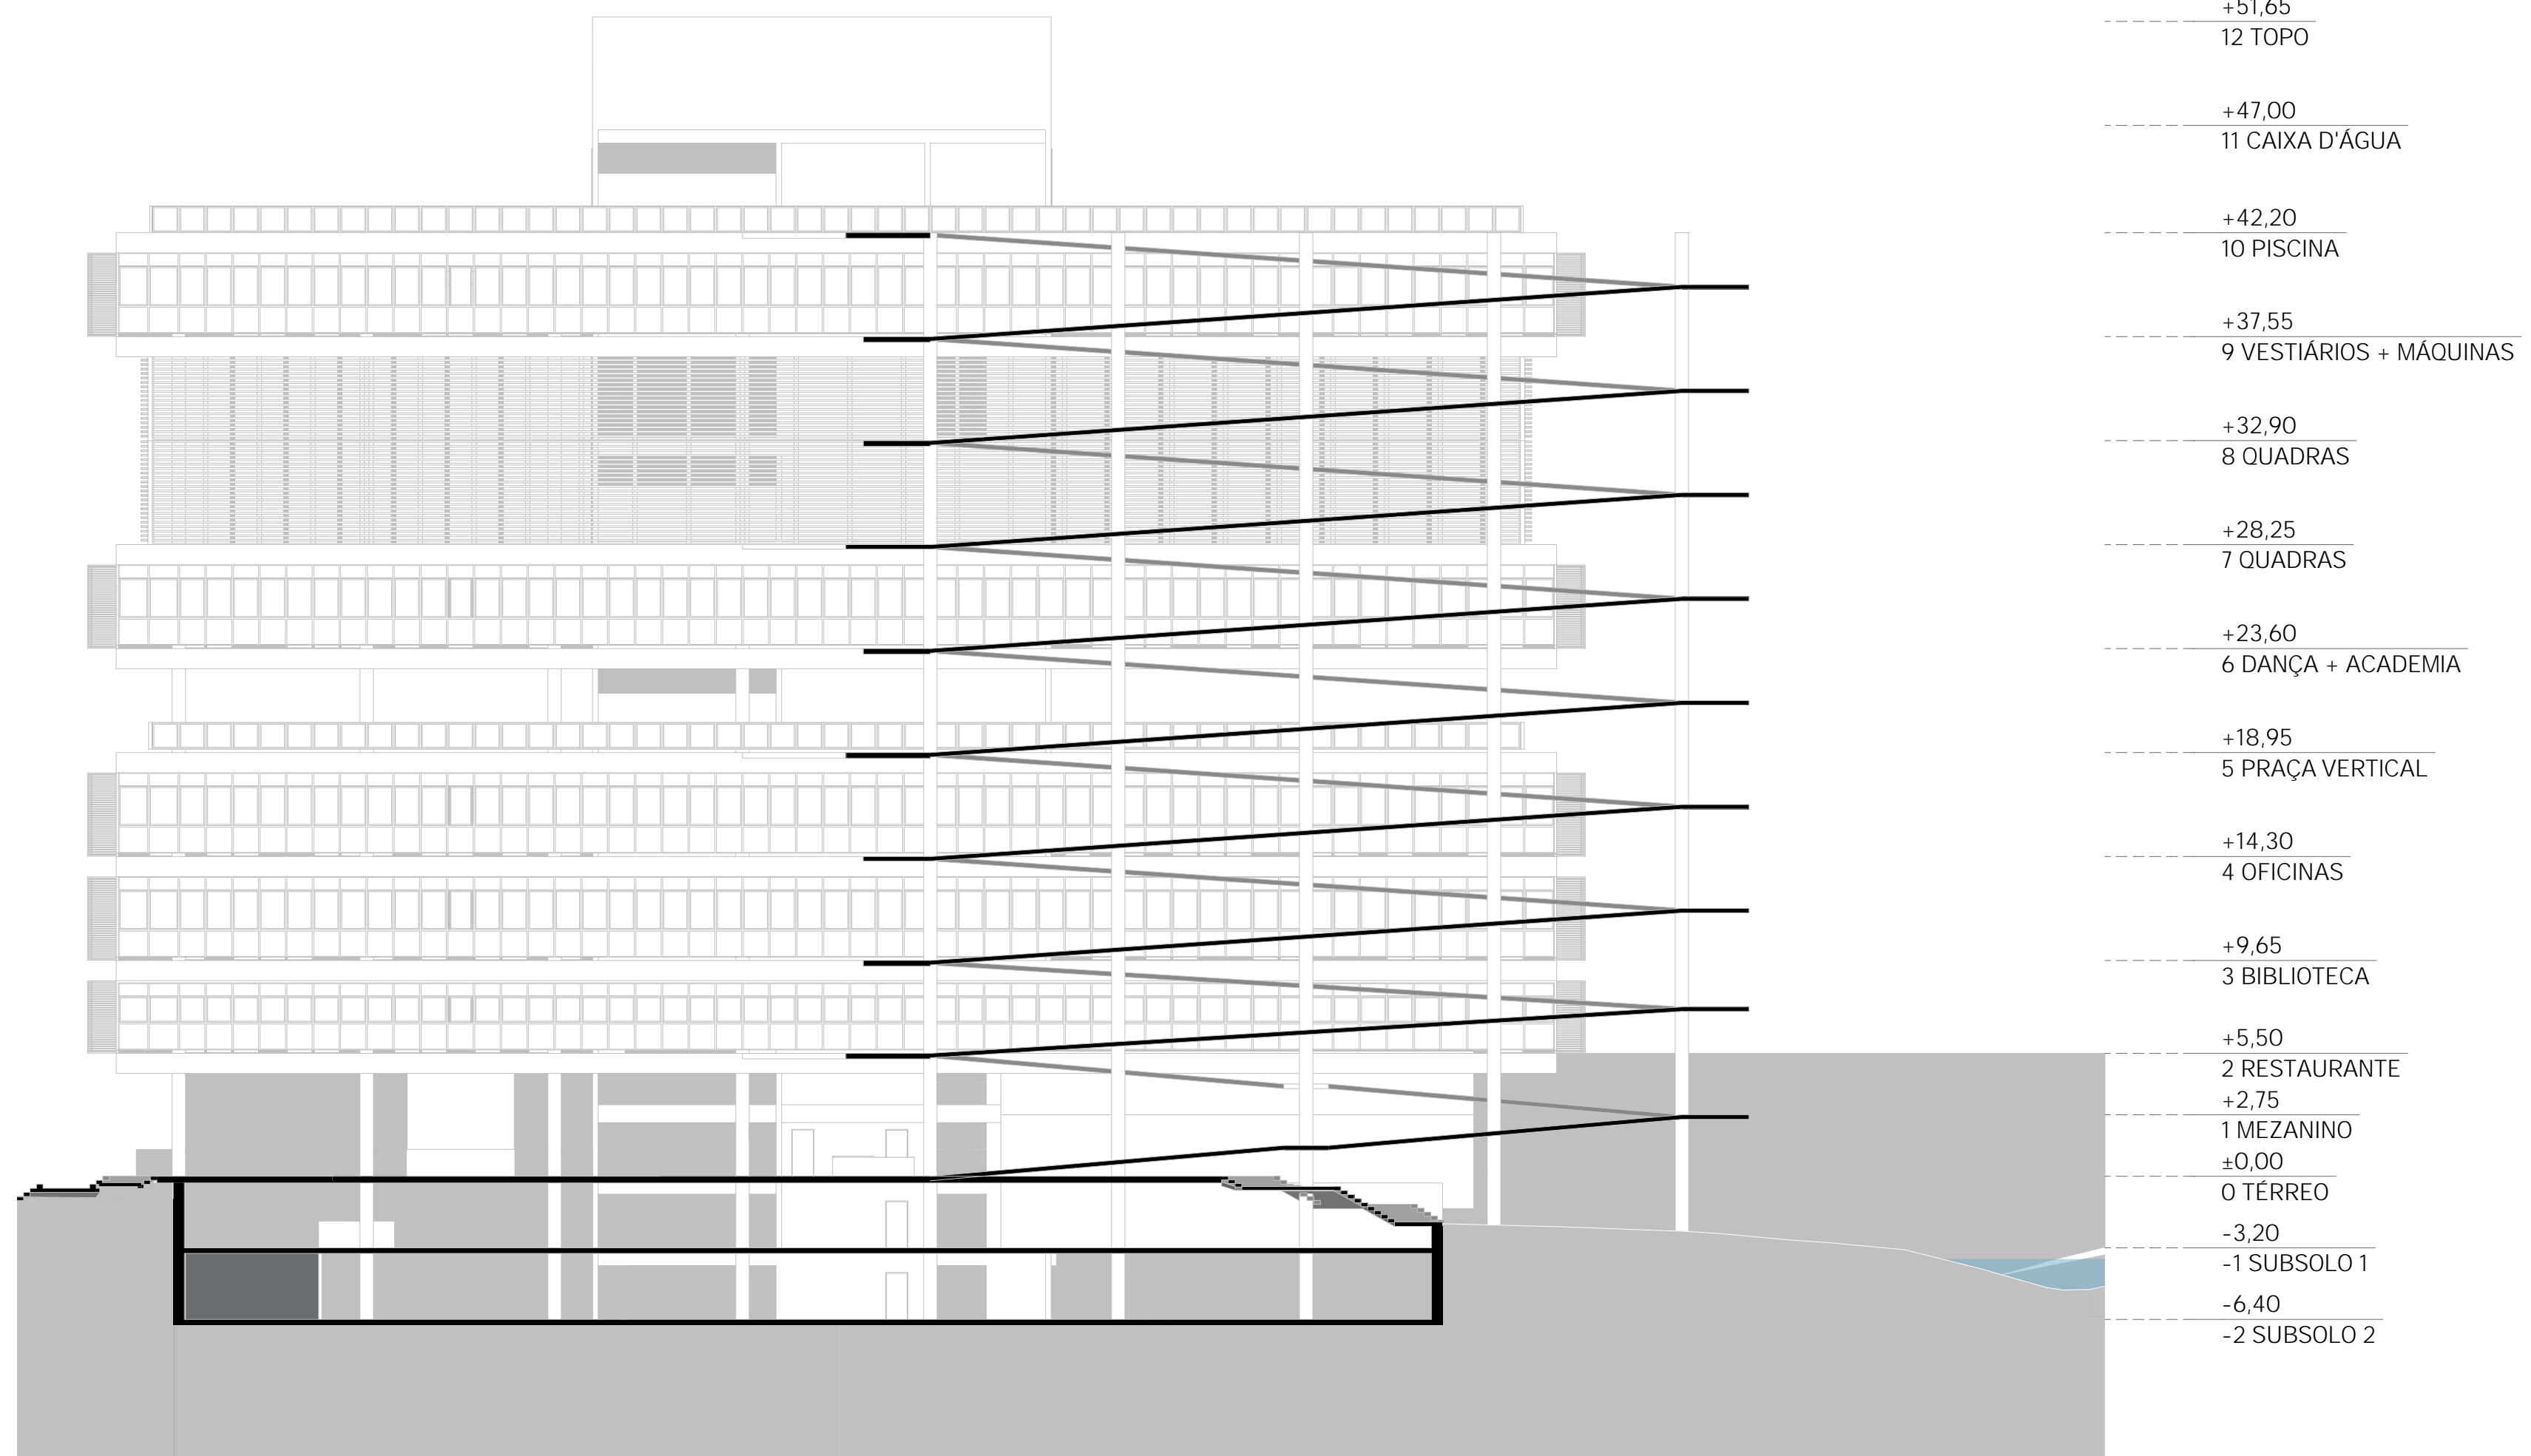 +51,65
12 TOPO
+47,00
11 CAIXA D'ÁGUA
+42,20
10 PISCINA
+37,55
9 VESTIÁRIOS + MÁQUINAS
+32,90
8 QUADRAS
+28,25
7 QUADRAS
+23,60
6 DANÇA + ACADEMIA
+18,95
5 PRAÇA VERTICAL
+14,30
4 OFICINAS
+9,65
3 BIBLIOTECA
+5,50
2 RESTAURANTE
+2,75
1 MEZANINO
±0,00
0 TÉRREO
-3,20
-1 SUBSOLO 1
-6,40
-2 SUBSOLO 2